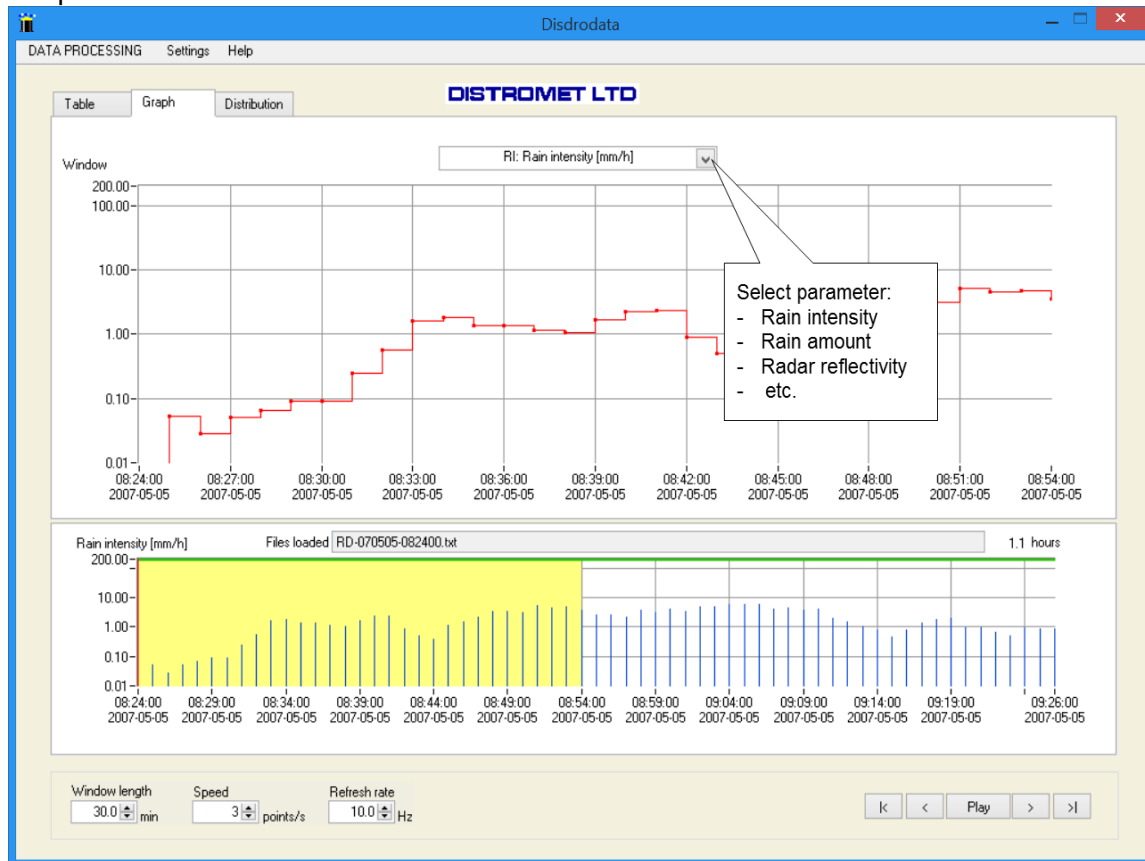 Disdrodata
DATA PROCESSING Settings Help
DISTROMET LTD
Table Graph Distribution
RI: Rain intensity [mm/h]
Window
200.00
100.00
10.00
1.00
0.10
0.01
Select parameter:
- Rain intensity
- Rain amount
- Radar reflectivity
- etc.
08:24:00 08:27:00 08:30:00 08:33:00 08:36:00 08:39:00 08:42:00 08:45:00 08:48:00 08:51:00 08:54:00
2007-05-05 2007-05-05 2007-05-05 2007-05-05 2007-05-05 2007-05-05 2007-05-05 2007-05-05 2007-05-05 2007-05-05 2007-05-05
Rain intensity [mm/h] Files loaded RD-070505-082400.txt 1.1 hours
200.00
10.00
1.00
0.10
0.01
08:24:00 08:29:00 08:34:00 08:39:00 08:44:00 08:49:00 08:54:00 08:59:00 09:04:00 09:09:00 09:14:00 09:19:00 09:26:00
2007-05-05 2007-05-05 2007-05-05 2007-05-05 2007-05-05 2007-05-05 2007-05-05 2007-05-05 2007-05-05 2007-05-05 2007-05-05 2007-05-05 2007-05-05
Window length Speed Refresh rate
30.0 min 3 points/s 10.0 Hz |< < Play > >|